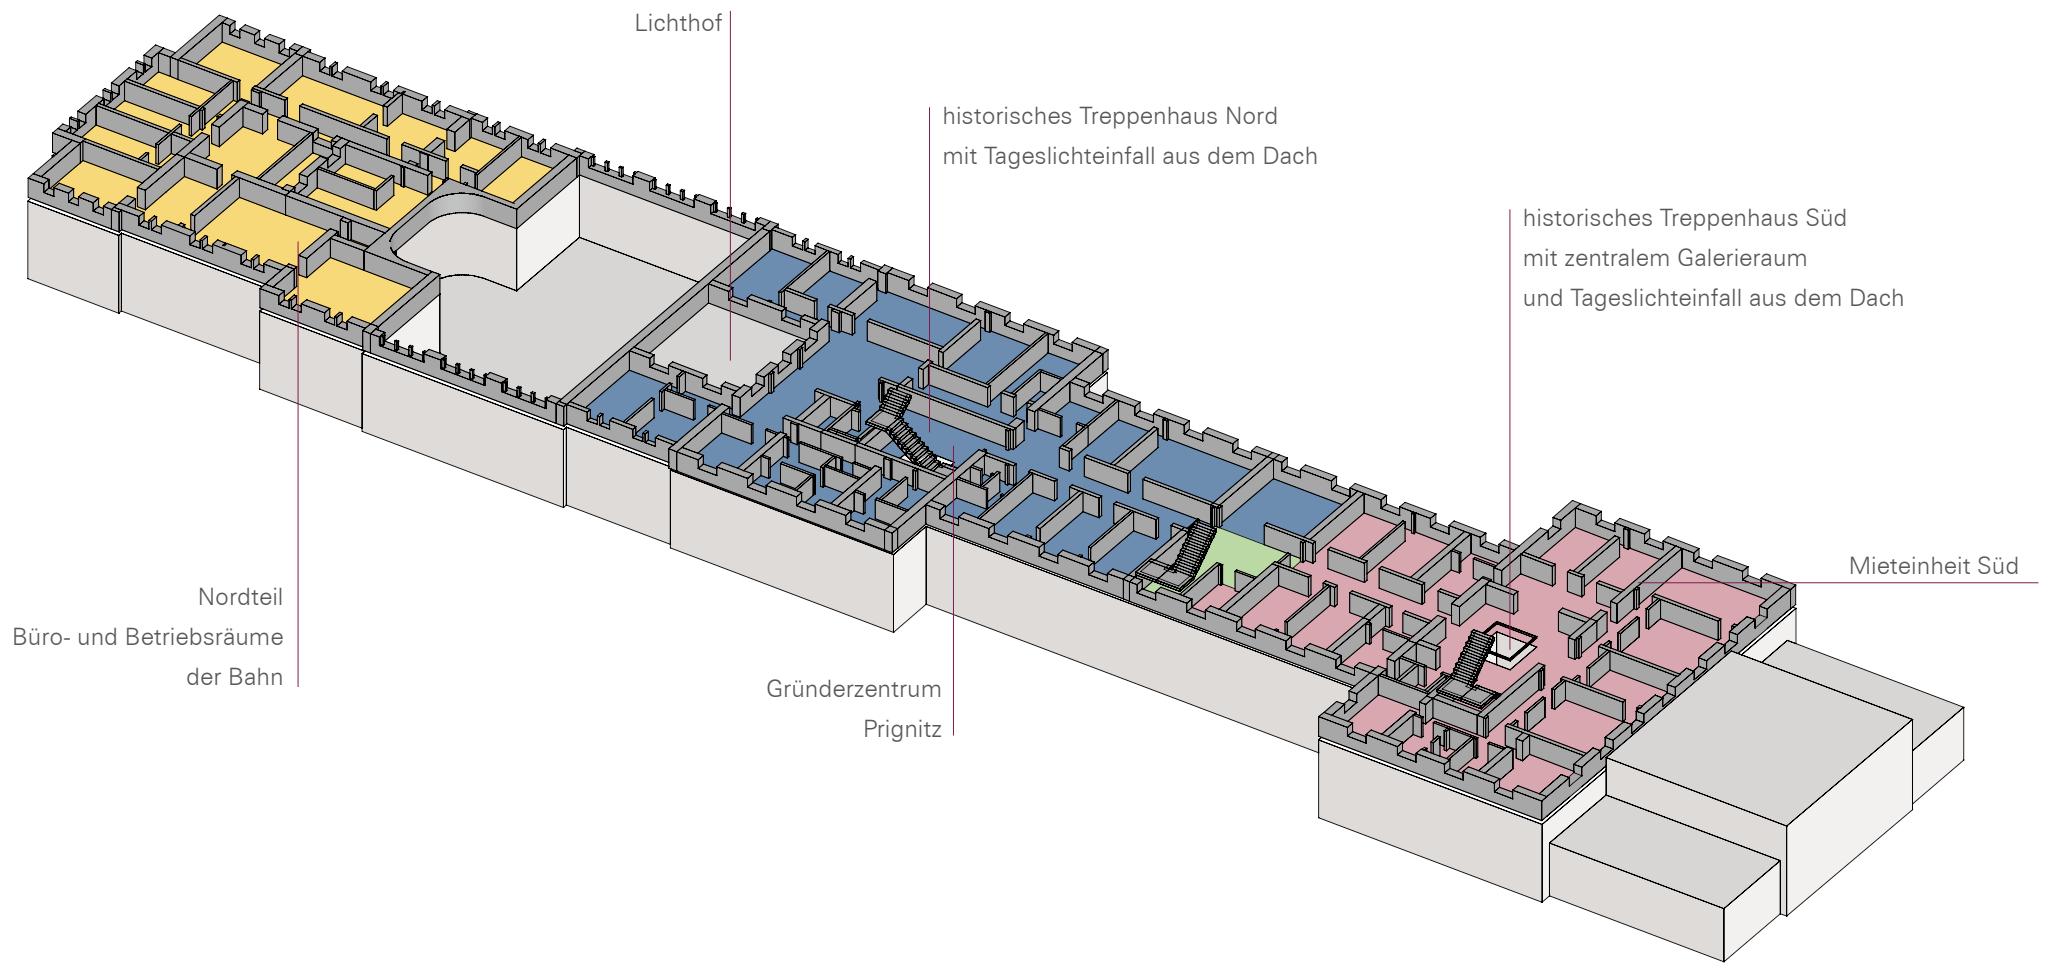 Lichthof
historisches Treppenhaus Nord
mit Tageslichteinfall aus dem Dach
historisches Treppenhaus Süd
mit zentralem Galerieraum
und Tageslichteinfall aus dem Dach
Mieteinheit Süd
Nordteil
Büro- und Betriebsräume
der Bahn
Gründerzentrum
Prignitz